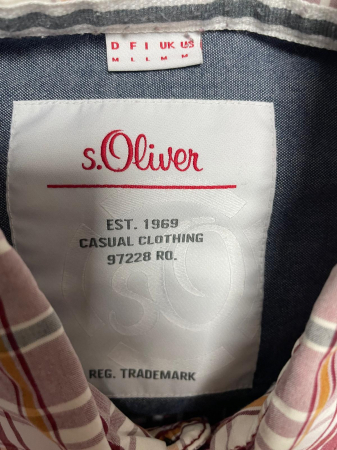 D F I UK US
M L L M M
s.Oliver
EST. 1969
CASUAL CLOTHING
97228 RO.
REG. TRADEMARK